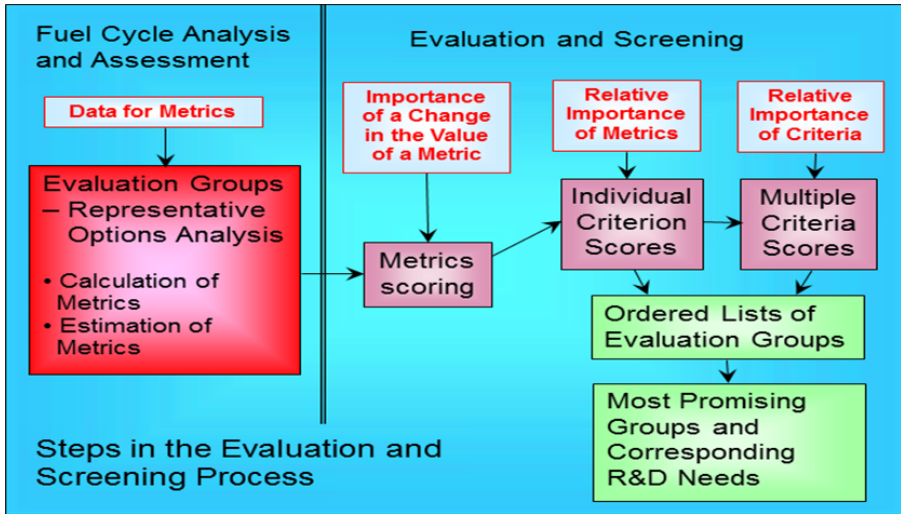 Fuel Cycle Analysis
and Assessment
Data for Metrics
Evaluation Groups
– Representative
Options Analysis
• Calculation of
Metrics
• Estimation of
Metrics
Evaluation and Screening
Importance
of a Change
in the Value
of a Metric
Relative
Importance
of Metrics
Relative
Importance
of Criteria
Metrics
scoring
Individual
Criterion
Scores
Multiple
Criteria
Scores
Ordered Lists of
Evaluation Groups
Most Promising
Groups and
Corresponding
R&D Needs
Steps in the Evaluation and
Screening Process